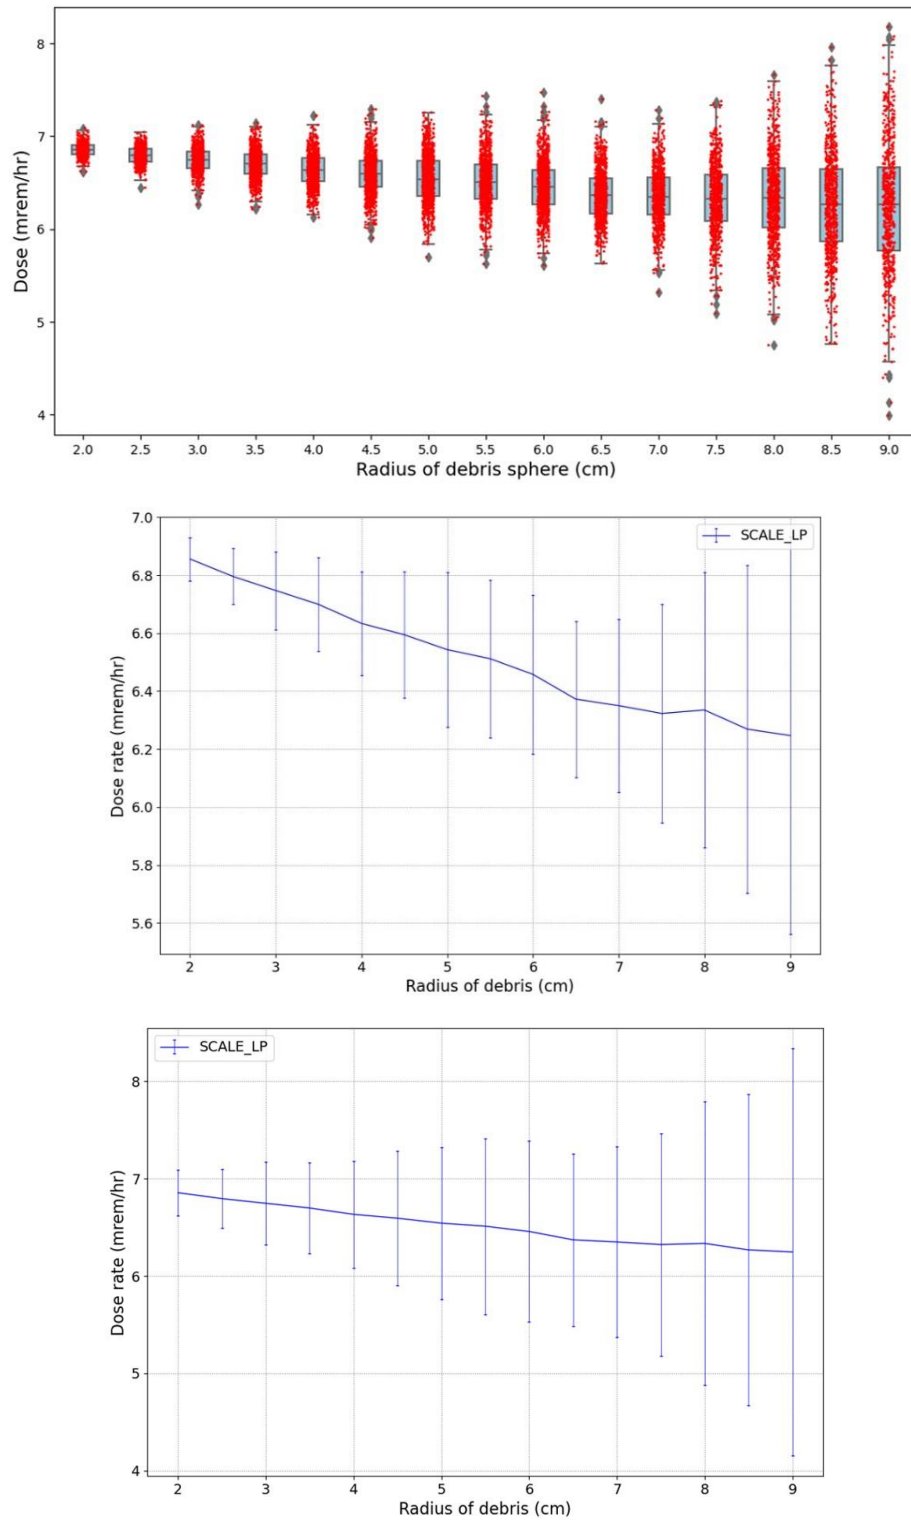 8
7
6
5
4
Dose (mrem/hr)
2.0 2.5 3.0 3.5 4.0 4.5 5.0 5.5 6.0 6.5 7.0 7.5 8.0 8.5 9.0
Radius of debris sphere (cm)
SCALE_LP
7.0
6.8
6.6
6.4
6.2
6.0
5.8
5.6
Dose rate (mrem/hr)
2 3 4 5 6 7 8 9
Radius of debris (cm)
SCALE_LP
8
7
6
5
4
Dose rate (mrem/hr)
2 3 4 5 6 7 8 9
Radius of debris (cm)